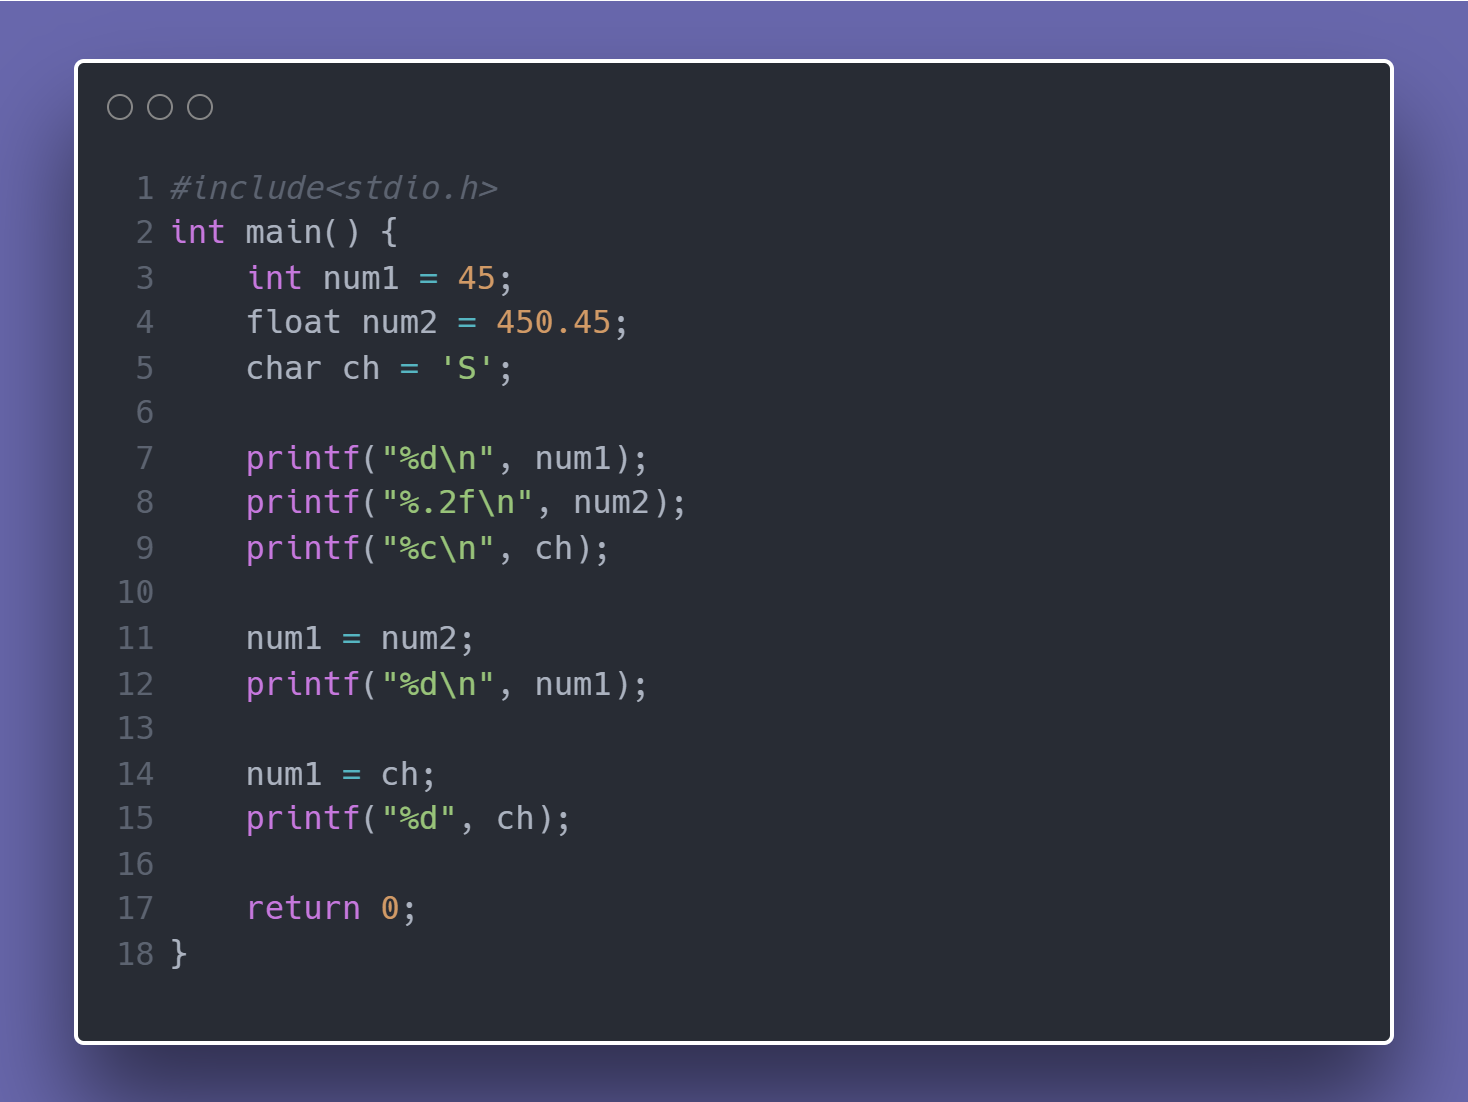 1 #include<stdio.h>
2 int main() {
3     int num1 = 45;
4     float num2 = 450.45;
5     char ch = 'S';
6
7     printf("%d\n", num1);
8     printf("%.2f\n", num2);
9     printf("%c\n", ch);
10
11     num1 = num2;
12     printf("%d\n", num1);
13
14     num1 = ch;
15     printf("%d", ch);
16
17     return 0;
18 }